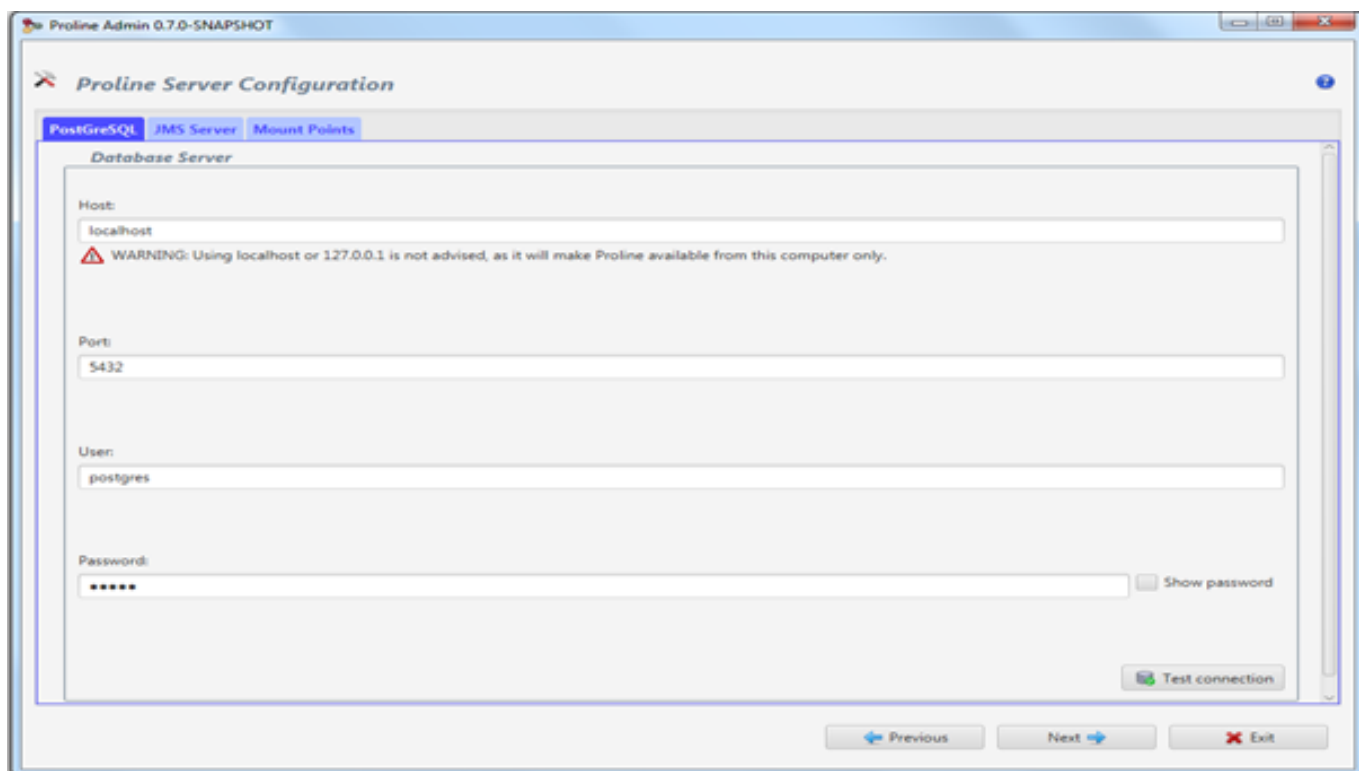 Proline Admin 0.7.0-SNAPSHOT
Proline Server Configuration
PostGreSQL JMS Server Mount Points
Database Server
Host:
localhost
WARNING: Using localhost or 127.0.0.1 is not advised, as it will make Proline available from this computer only.
Port:
5432
User:
postgres
Password:
•••••
Show password
Test connection
Previous Next Exit